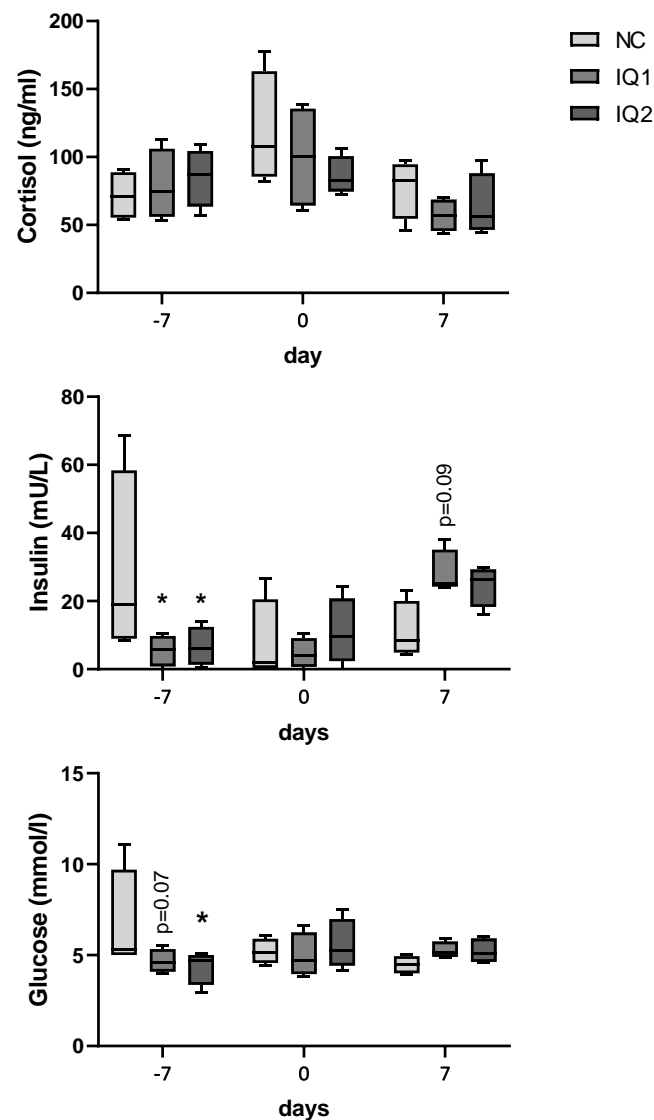 200
150
100
50
0
Cortisol (ng/ml)
-7 0 7
day
NC
IQ1
IQ2
80
60
40
20
0
Insulin (mU/L)
* *
p=0.09
-7 0 7
days
15
10
5
0
Glucose (mmol/l)
p=0.07
*
-7 0 7
days